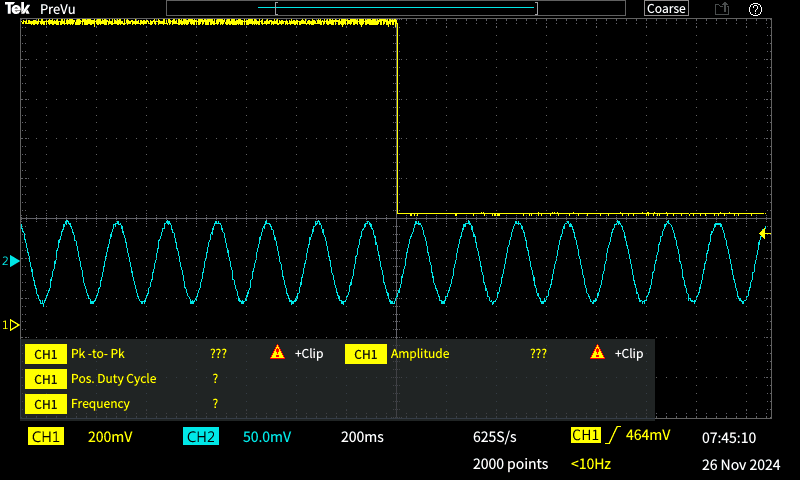 Tek PreVu Coarse
2
1
CH1 Pk -to- Pk ??? +Clip CH1 Amplitude ??? +Clip
CH1 Pos. Duty Cycle ?
CH1 Frequency ?
CH1 200mV CH2 50.0mV 200ms 625S/s CH1 464mV 07:45:10
2000 points <10Hz 26 Nov 2024